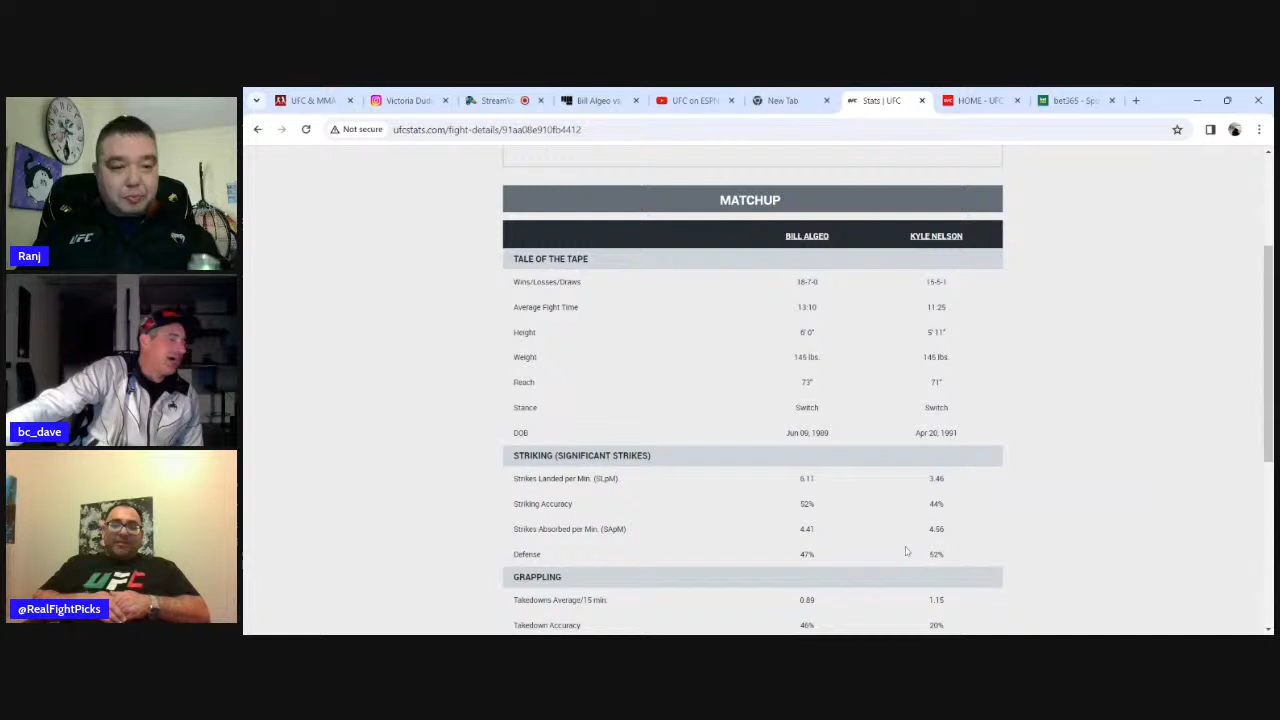 UFC & MMA
Victoria Dud
StreamYa
Bill Algeo vs
UFC on ESPN
New Tab
Stats | UFC
HOME - UFC
bet365 - Spo
Not secure
ufcstats.com/fight-details/91aa08e910fb4412
MATCHUP
BILL ALGEO KYLE NELSON
TALE OF THE TAPE
Wins/Losses/Draws 18-7-0 15-5-1
Average Fight Time 13:10 11:25
Height 6' 0" 5' 11"
Weight 145 lbs. 145 lbs.
Reach 73" 71"
Stance Switch Switch
DOB Jun 09, 1989 Apr 20, 1991
STRIKING (SIGNIFICANT STRIKES)
Strikes Landed per Min. (SLpM) 6.11 3.46
Striking Accuracy 52% 44%
Strikes Absorbed per Min. (SApM) 4.41 4.56
Defense 47% 52%
GRAPPLING
Takedowns Average/15 min. 0.89 1.15
Takedown Accuracy 46% 20%
UFC
Ranj
bc_dave
UFC
@RealFightPicks